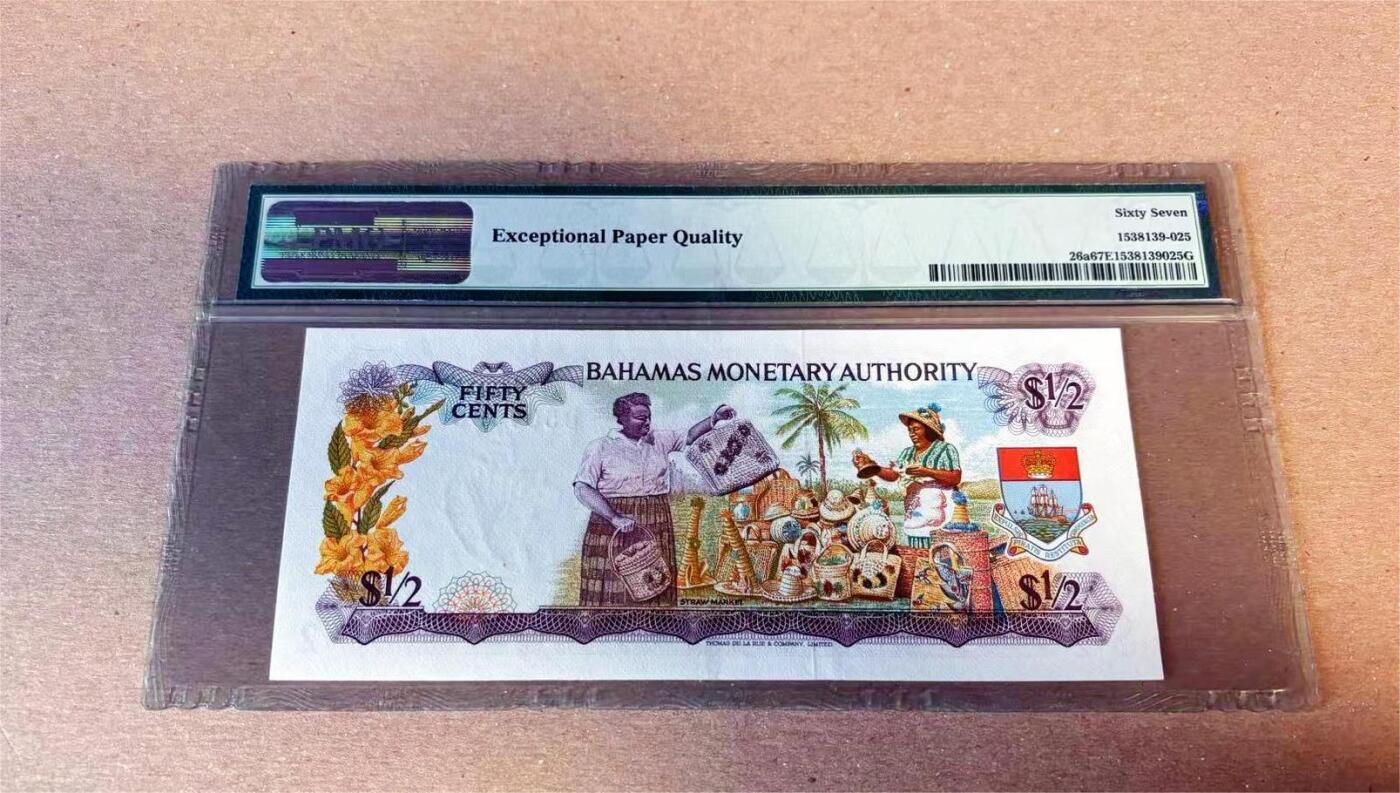 PMG
Exceptional Paper Quality
Sixty Seven
1538139-025
26a67E1538139025G
BAHAMAS MONETARY AUTHORITY
FIFTY
CENTS
$1/2
$1/2
STRAW MARKET
$1/2
THOMAS DE LA RUE & COMPANY, LIMITED